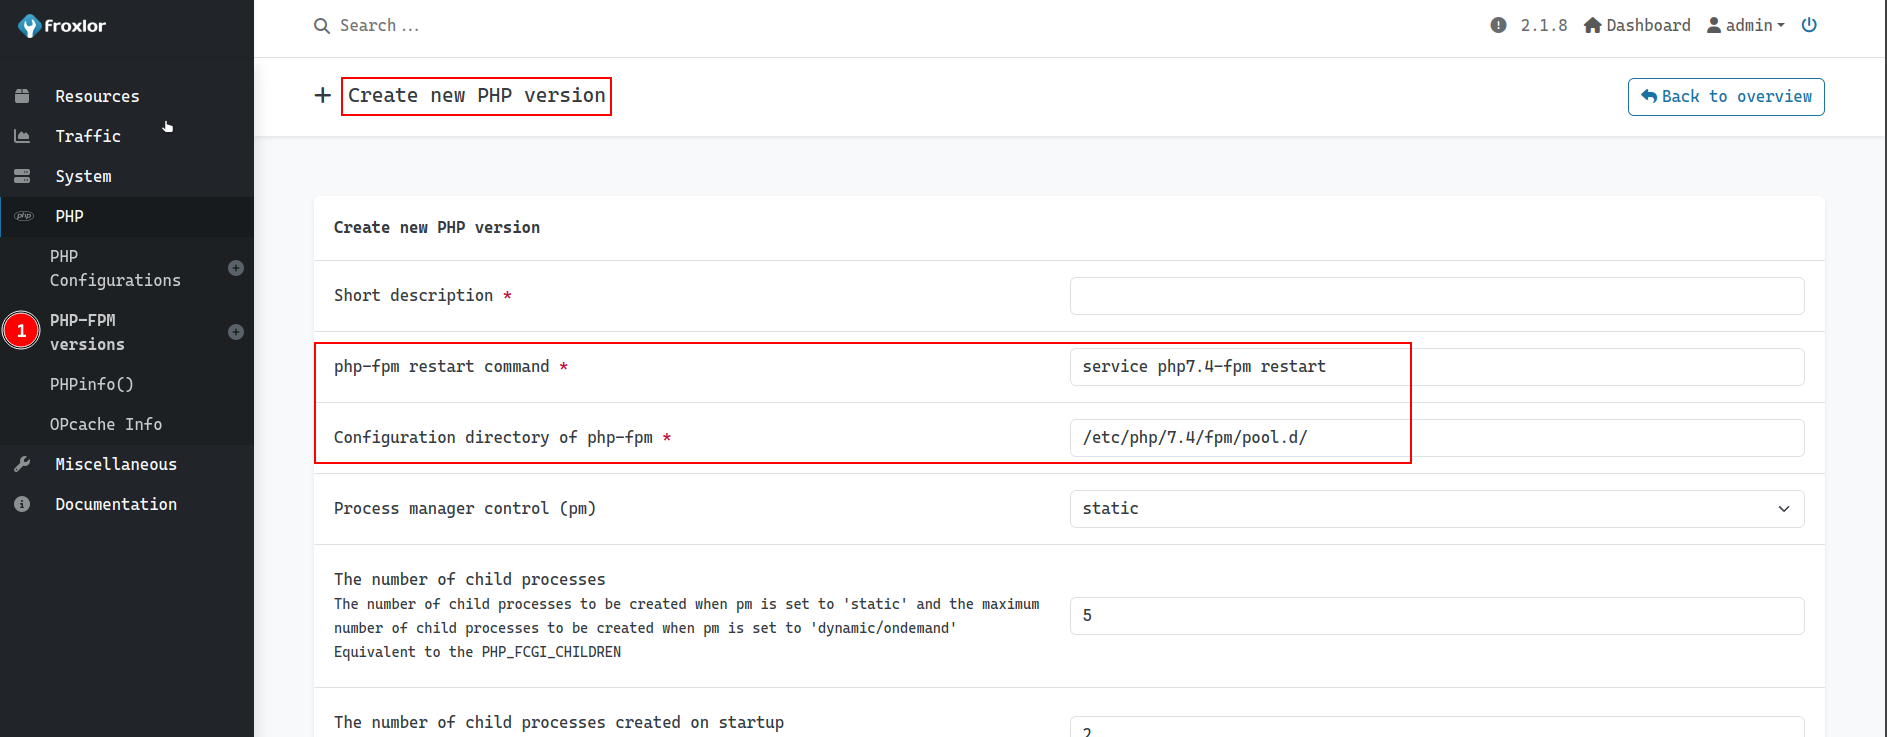 froxlor
Search ...
2.1.8 Dashboard admin
Resources
Traffic
System
php PHP
PHP
Configurations
1
PHP-FPM
versions
PHPinfo()
OPcache Info
Miscellaneous
Documentation
+ Create new PHP version
Back to overview
Create new PHP version
Short description *
php-fpm restart command *
service php7.4-fpm restart
Configuration directory of php-fpm *
/etc/php/7.4/fpm/pool.d/
Process manager control (pm)
static
The number of child processes
The number of child processes to be created when pm is set to 'static' and the maximum
number of child processes to be created when pm is set to 'dynamic/ondemand'
Equivalent to the PHP_FCGI_CHILDREN
5
The number of child processes created on startup
2